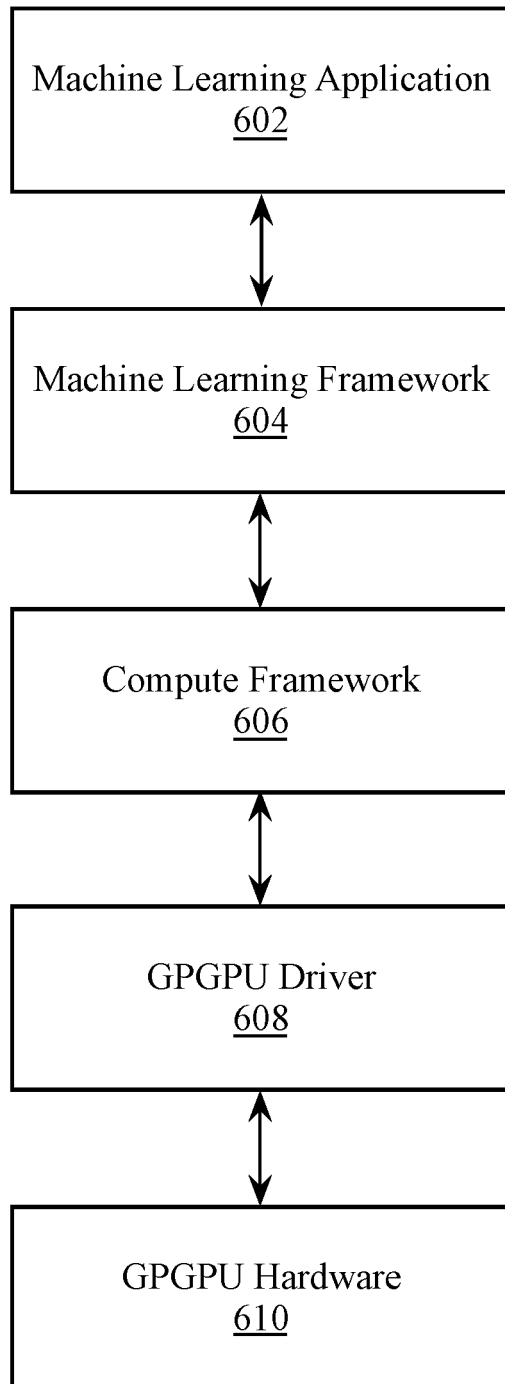 Machine Learning Application
602
Machine Learning Framework
604
Compute Framework
606
GPGPU Driver
608
GPGPU Hardware
610